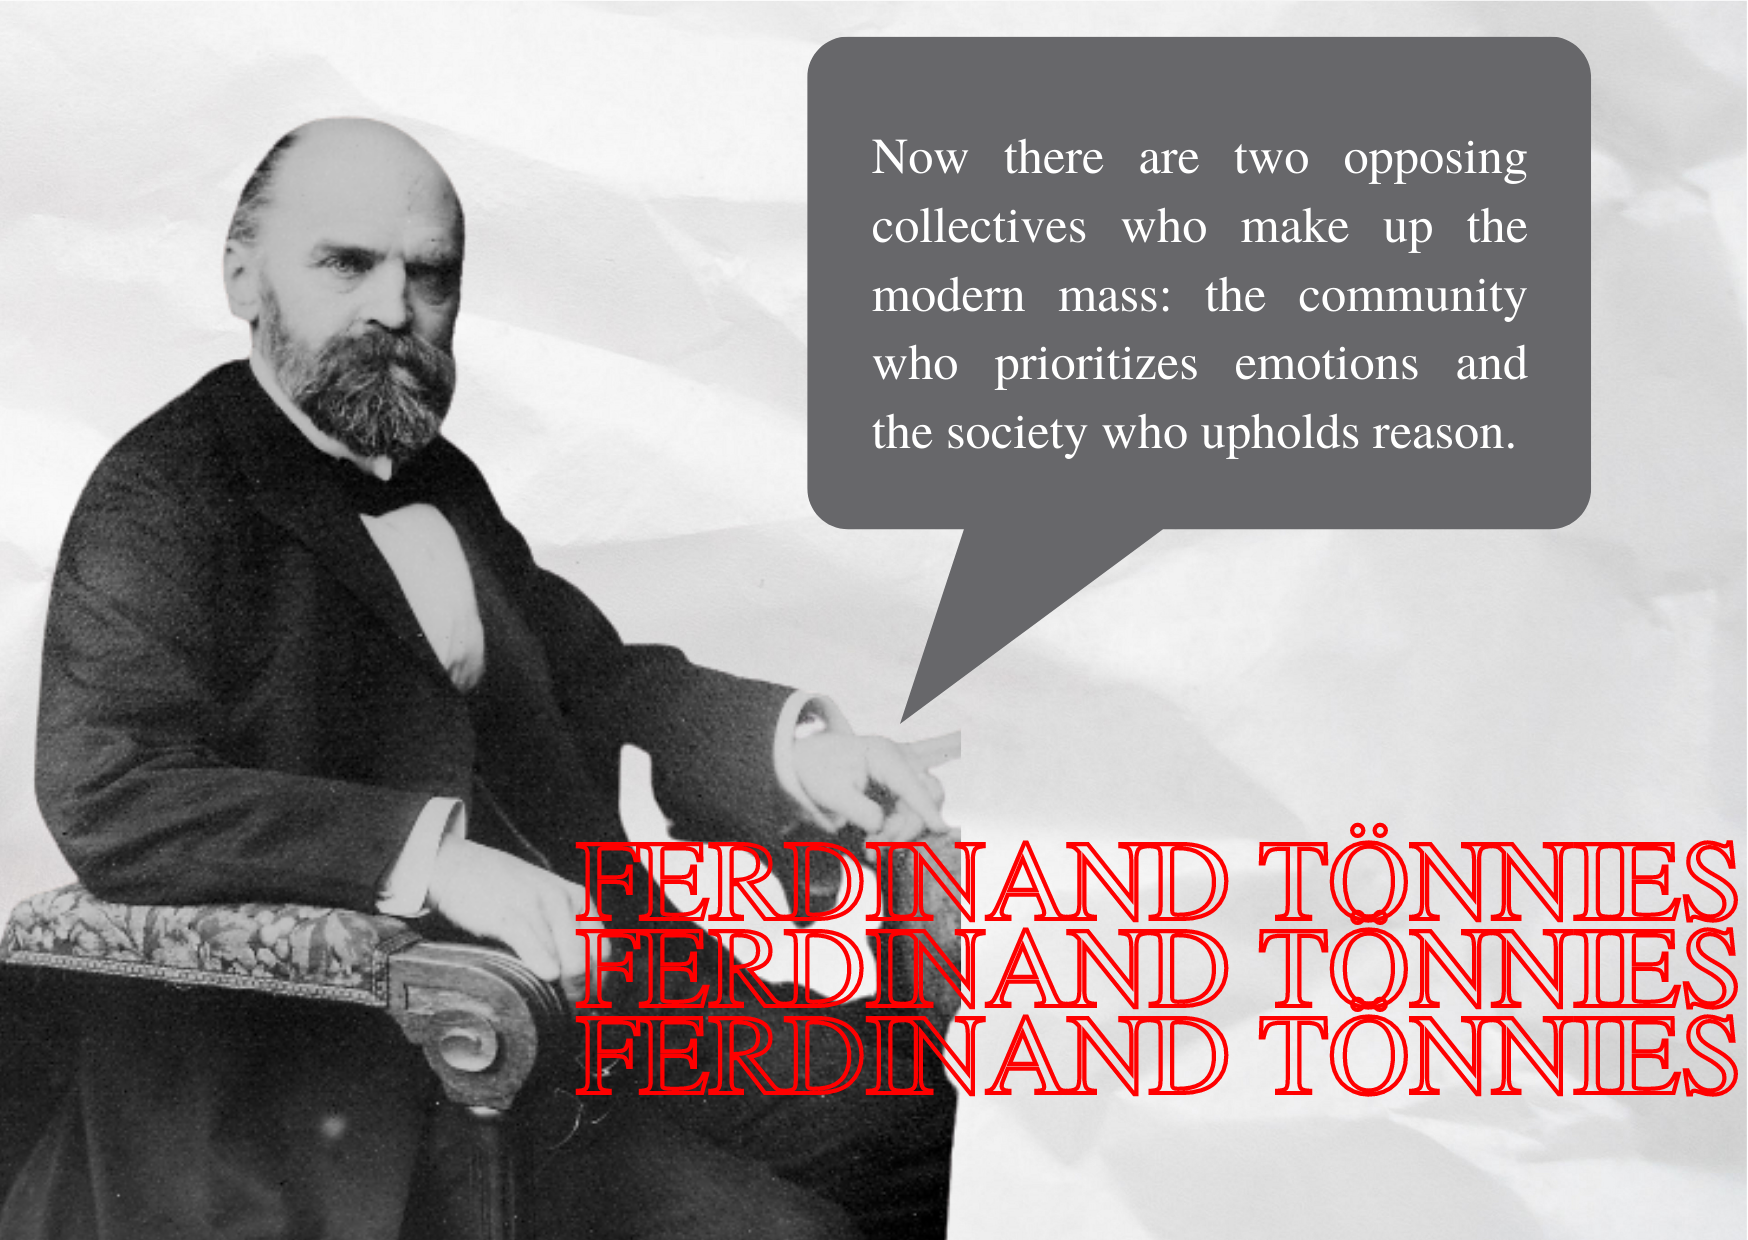 Now there are two opposing
collectives who make up the
modern mass: the community
who prioritizes emotions and
the society who upholds reason.
FERDINAND TÖNNIES
FERDINAND TÖNNIES
FERDINAND TÖNNIES